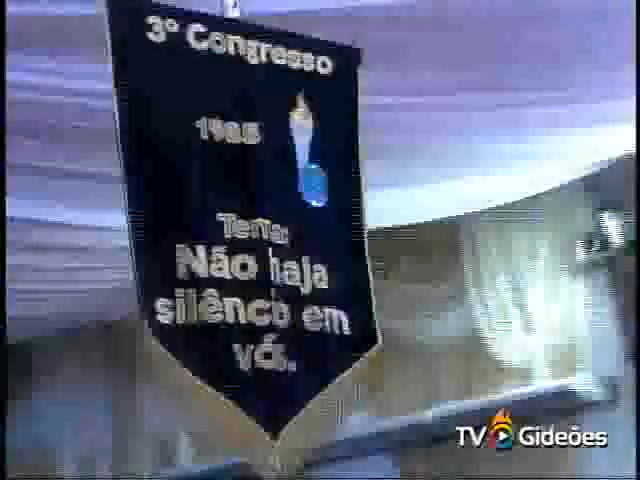 3º Congresso
1985
Tema:
Não haja
silêncio em
vós.
TV Gideões